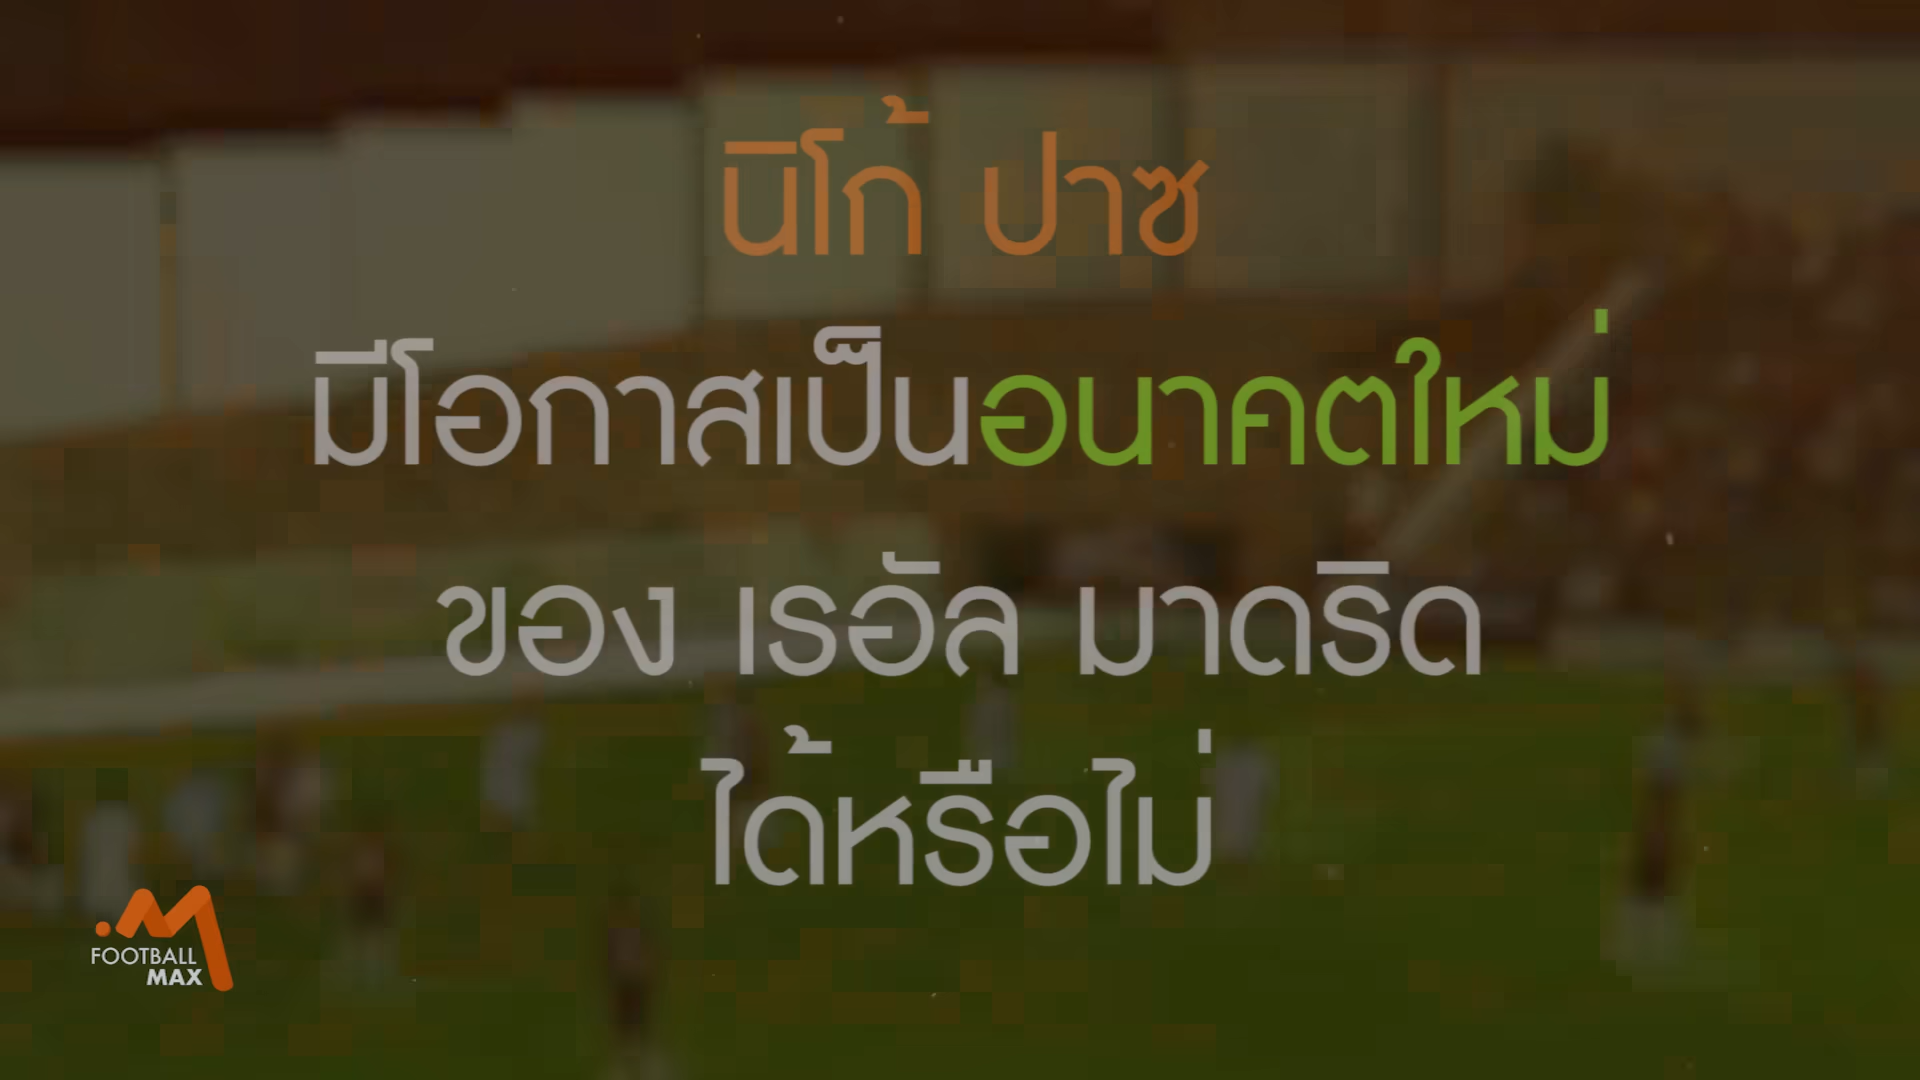 นิโก้ ปาซ
มีโอกาสเป็นอนาคตใหม่
ของ เรอัล มาดริด
ได้หรือไม่
FOOTBALL
MAX